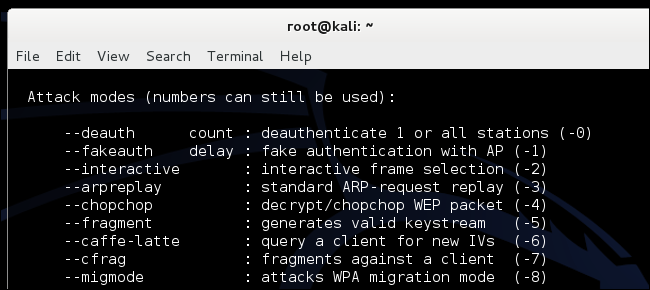 root@kali: ~
File Edit View Search Terminal Help
Attack modes (numbers can still be used):
--deauth count : deauthenticate 1 or all stations (-0)
--fakeauth delay : fake authentication with AP (-1)
--interactive : interactive frame selection (-2)
--arpreplay : standard ARP-request replay (-3)
--chopchop : decrypt/chopchop WEP packet (-4)
--fragment : generates valid keystream (-5)
--caffe-latte : query a client for new IVs (-6)
--cfrag : fragments against a client (-7)
--migmode : attacks WPA migration mode (-8)